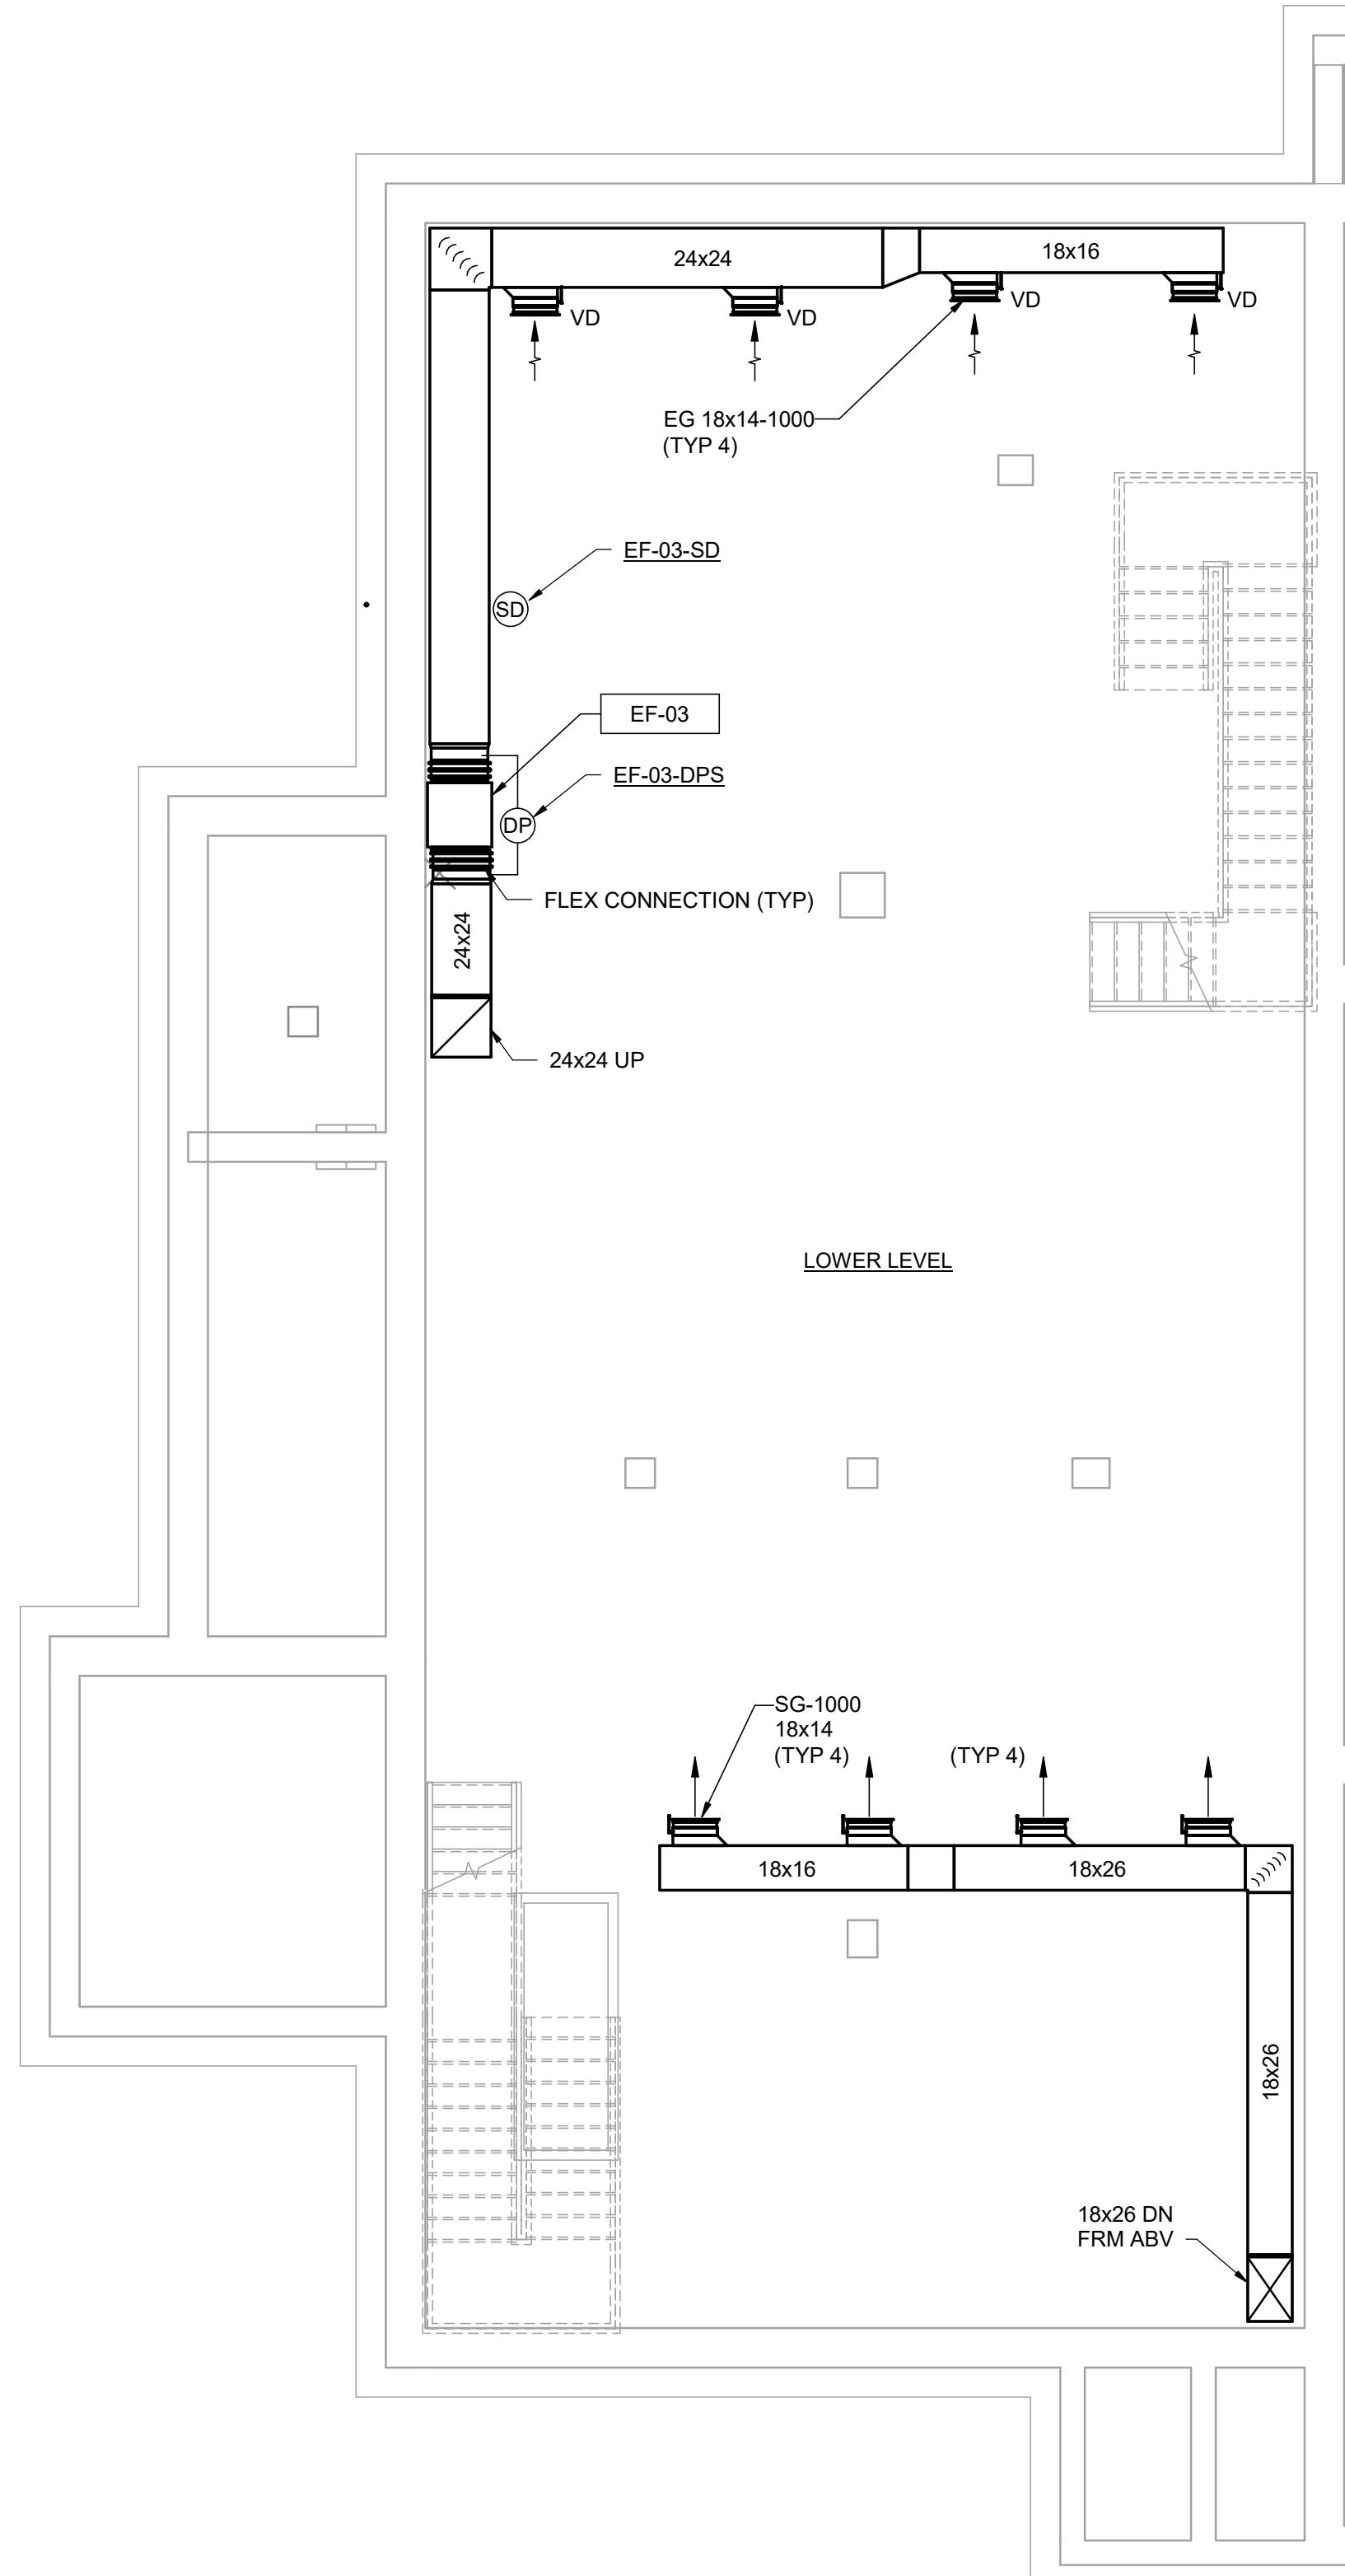 24x24
18x16
VD
VD
VD
VD
EG 18x14-1000
(TYP 4)
EF-03-SD
SD
EF-03
EF-03-DPS
DP
FLEX CONNECTION (TYP)
24x24
24x24 UP
LOWER LEVEL
SG-1000
18x14
(TYP 4)
(TYP 4)
18x16
18x26
18x26
18x26 DN
FRM ABV